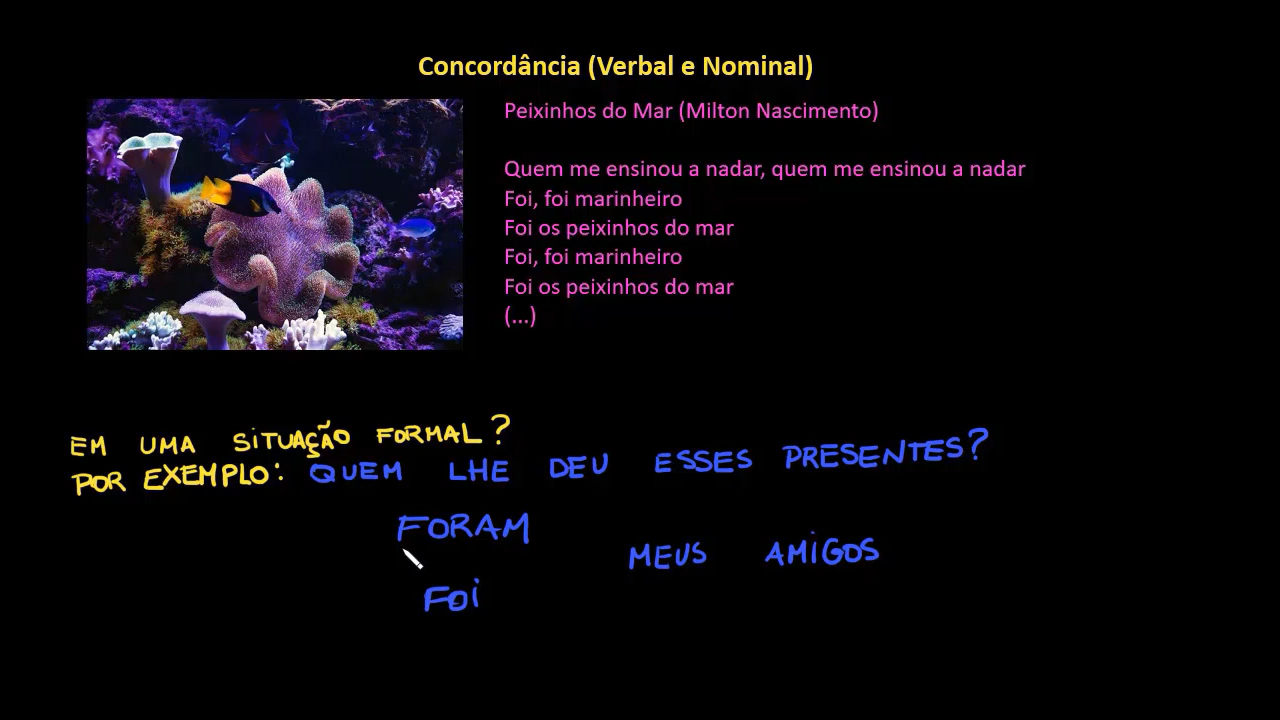 Concordância (Verbal e Nominal)
Peixinhos do Mar (Milton Nascimento)
Quem me ensinou a nadar, quem me ensinou a nadar
Foi, foi marinheiro
Foi os peixinhos do mar
Foi, foi marinheiro
Foi os peixinhos do mar
(...)
EM UMA SITUAÇÃO FORMAL?
POR EXEMPLO: QUEM LHE DEU ESSES PRESENTES?
FORAM
MEUS AMIGOS
FOI